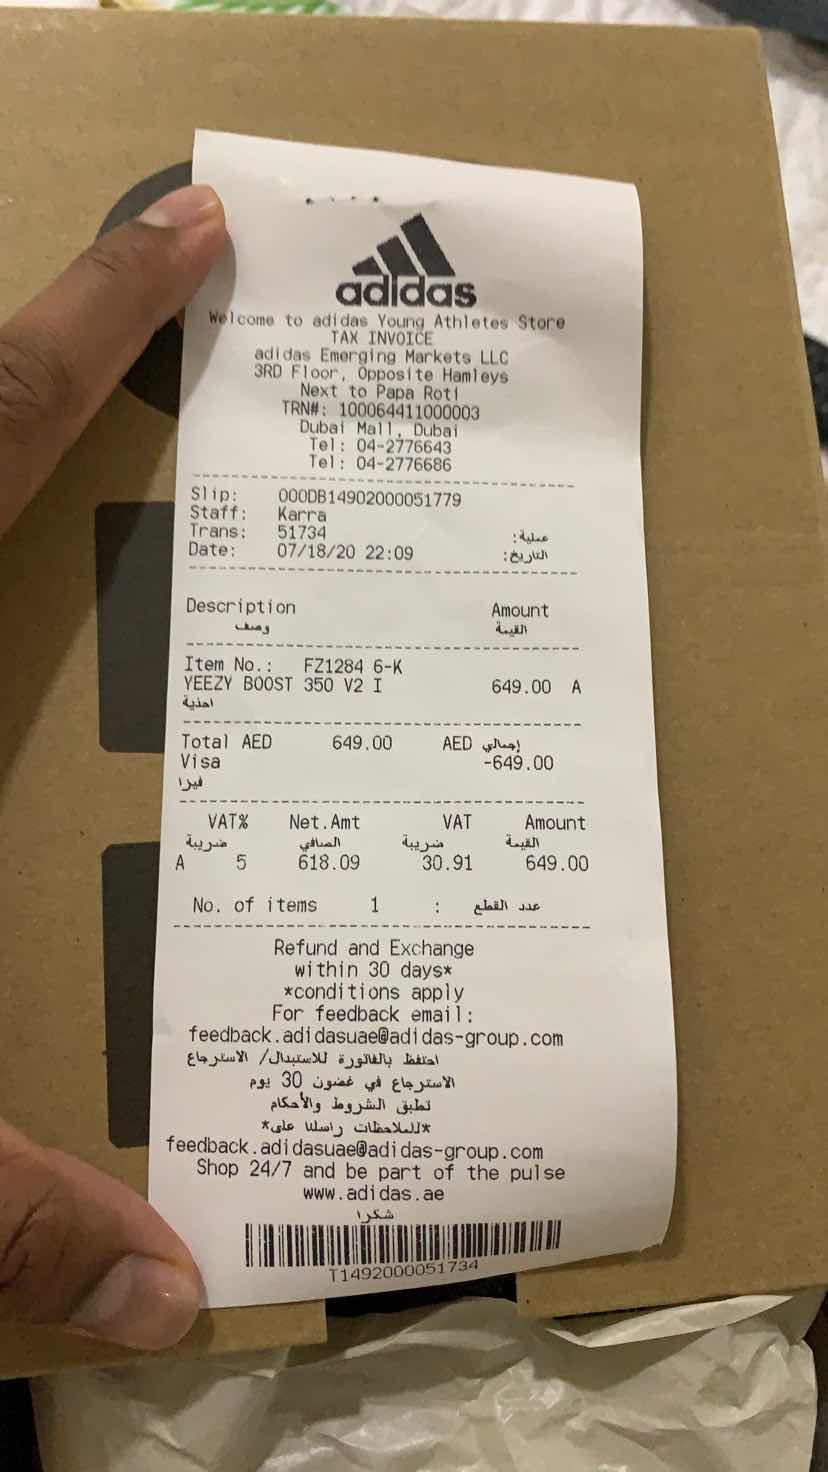 adidas
Welcome to adidas Young Athletes Store
TAX INVOICE
adidas Emerging Markets LLC
3RD Floor, Opposite Hamleys
Next to Papa Roti
TRN#: 100064411000003
Dubai Mall, Dubai
Tel: 04-2776643
Tel: 04-2776686
Slip: 000DB14902000051779
Staff: Karra
Trans: 51734 عملية:
Date: 07/18/20 22:09 التاريخ:
Description Amount
وصف القيمة
Item No.: FZ1284 6-K
YEEZY BOOST 350 V2 I 649.00 A
احذية
Total AED 649.00 AED إجمالي
Visa -649.00
فيزا
VAT% Net.Amt VAT Amount
ضريبة الصافي ضريبة القيمة
A 5 618.09 30.91 649.00
No. of items 1 : عدد القطع
Refund and Exchange
within 30 days*
*conditions apply
For feedback email:
feedback.adidasuae@adidas-group.com
احتفظ بالفاتورة للاستبدال/ الاسترجاع
الاسترجاع في غضون 30 يوم
تطبق الشروط والأحكام
*للملاحظات راسلنا على*
feedback.adidasuae@adidas-group.com
Shop 24/7 and be part of the pulse
www.adidas.ae
شكرا
T1492000051734